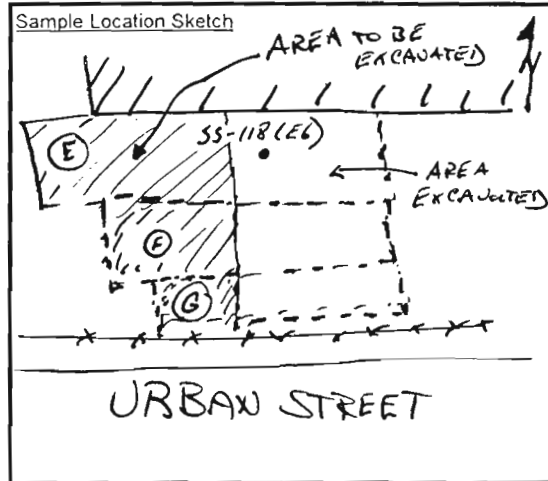 Sample Location Sketch
AREA TO BE
EXCAVATED
N
E
SS-118 (E6)
AREA
EXCAVATED
F
G
URBAN STREET